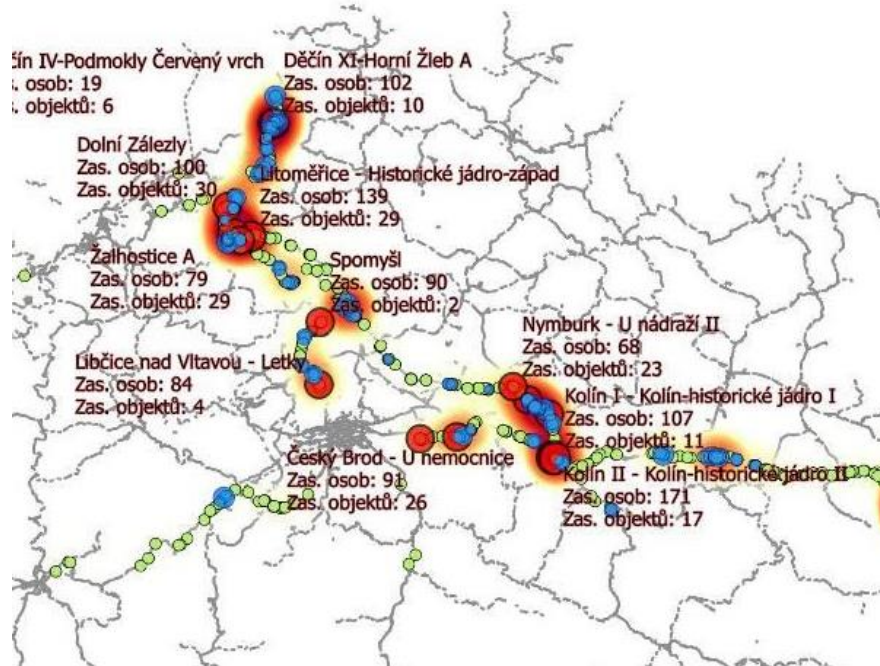 čín IV-Podmokly Červený vrch
. osob: 19
. objektů: 6
Děčín XI-Horní Žleb A
Zas. osob: 102
Zas. objektů: 10
Dolní Zálezly
Zas. osob: 100
Zas. objektů: 30
Litoměřice - Historické jádro-západ
Zas. osob: 139
Zas. objektů: 29
Žalhostice A
Zas. osob: 79
Zas. objektů: 29
Spomyšl
Zas. osob: 90
Zas. objektů: 2
Nymburk - U nádraží II
Zas. osob: 68
Zas. objektů: 23
Libčice nad Vltavou - Letky
Zas. osob: 84
Zas. objektů: 4
Kolín I - Kolín-historické jádro I
Zas. osob: 107
Zas. objektů: 11
Český Brod - U nemocnice
Zas. osob: 91
Zas. objektů: 26
Kolín II - Kolín-historické jádro II
Zas. osob: 171
Zas. objektů: 17